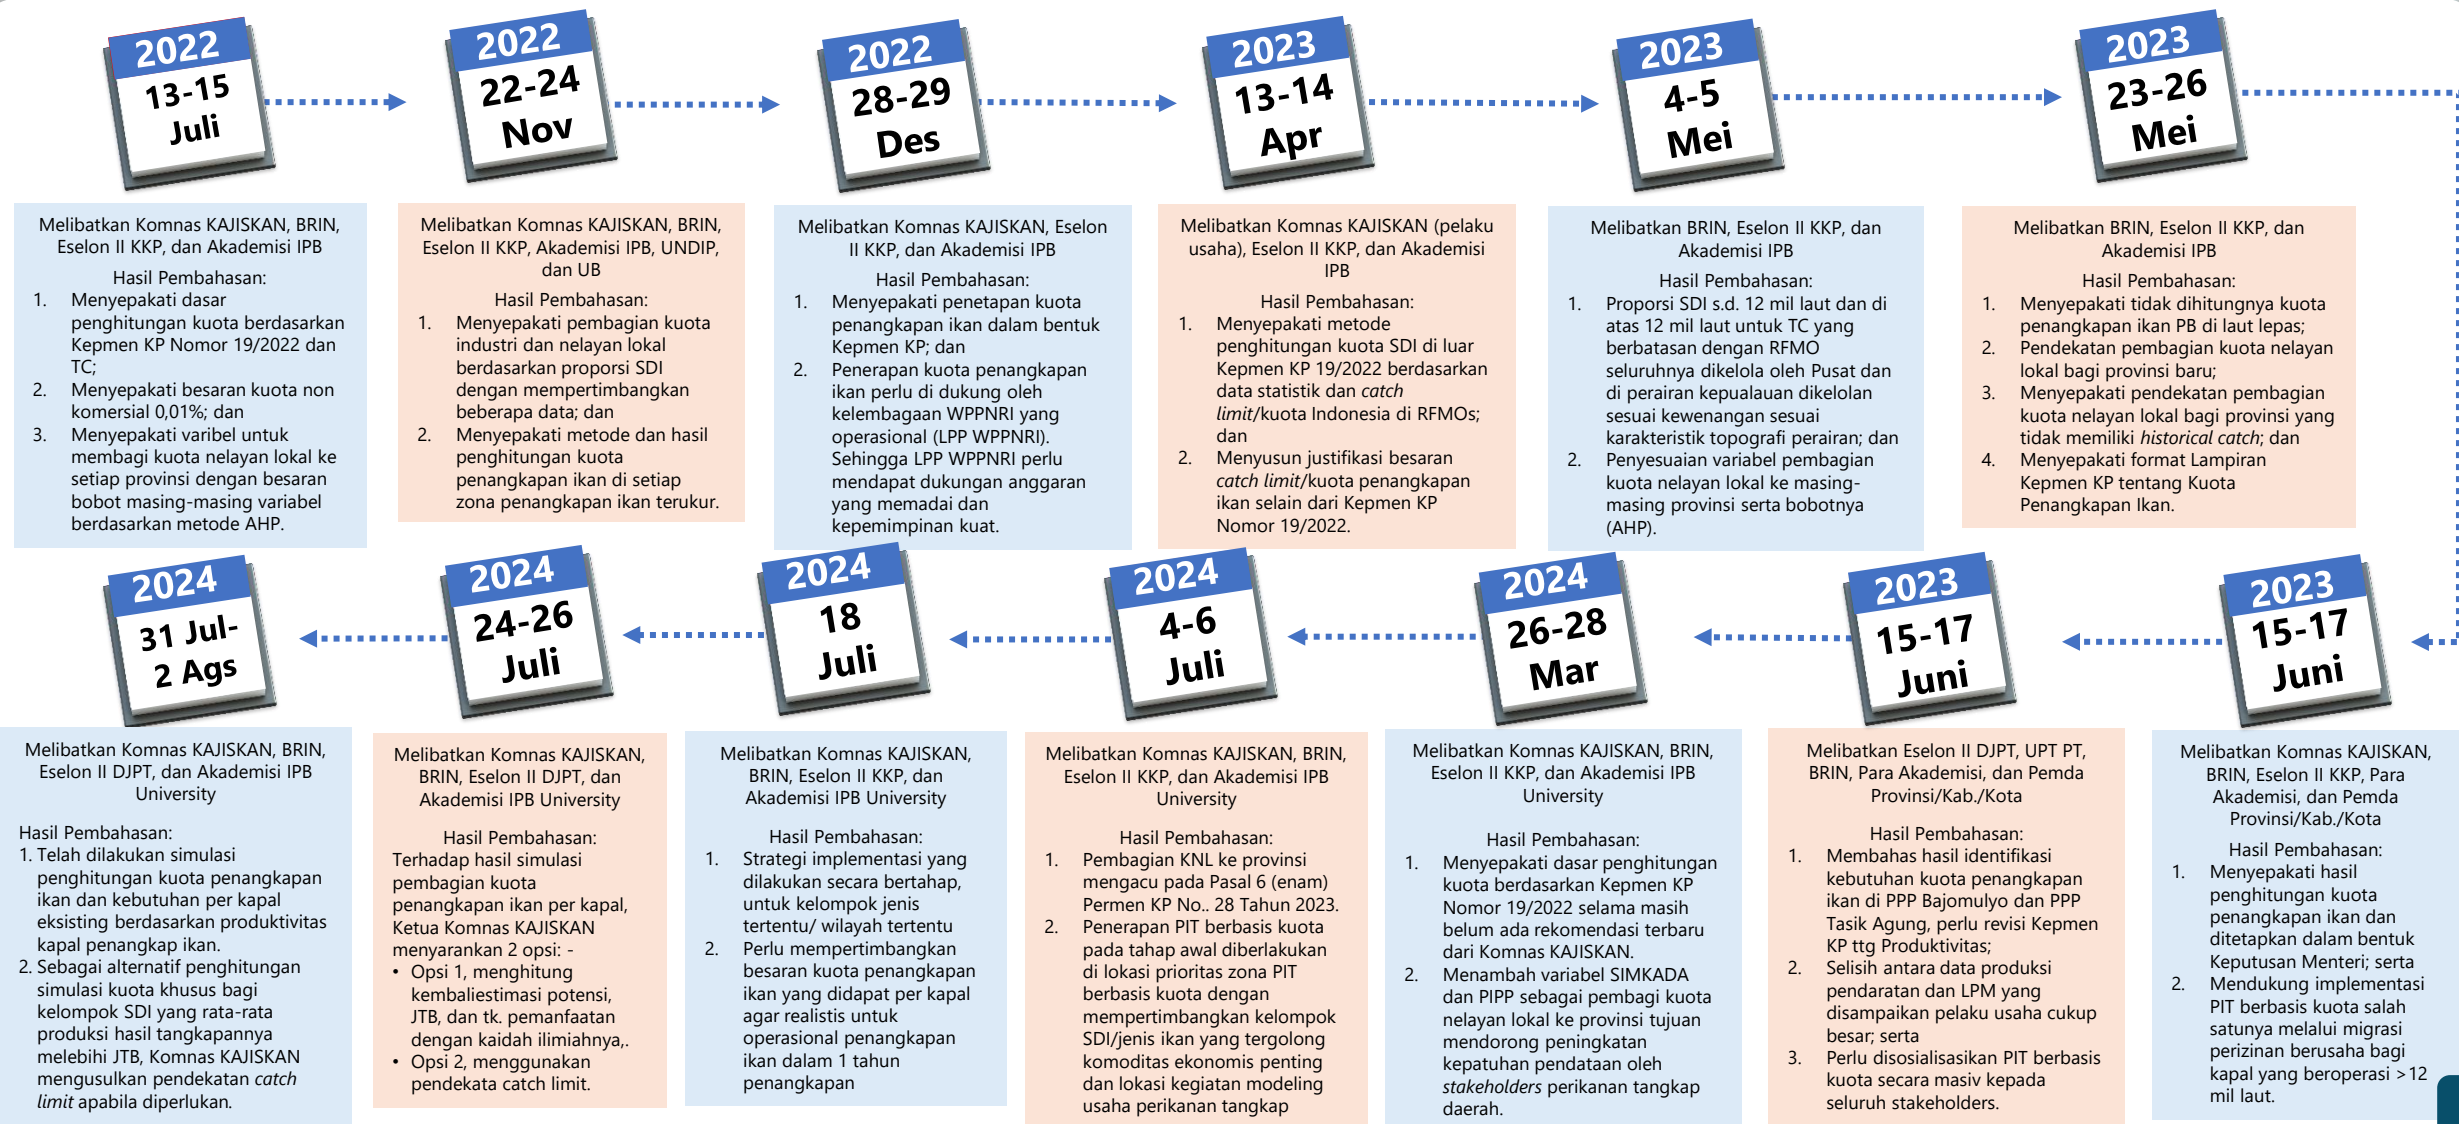 2022
13-15
Juli
Melibatkan Komnas KAJISKAN, BRIN,
Eselon II KKP, dan Akademisi IPB
Hasil Pembahasan:
1. Menyepakati dasar
penghitungan kuota berdasarkan
Kepmen KP Nomor 19/2022 dan
TC;
2. Menyepakati besaran kuota non
komersial 0,01%; dan
3. Menyepakati varibel untuk
membagi kuota nelayan lokal ke
setiap provinsi dengan besaran
bobot masing-masing variabel
berdasarkan metode AHP.
2022
22-24
Nov
Melibatkan Komnas KAJISKAN, BRIN,
Eselon II KKP, Akademisi IPB, UNDIP,
dan UB
Hasil Pembahasan:
1. Menyepakati pembagian kuota
industri dan nelayan lokal
berdasarkan proporsi SDI
dengan mempertimbangkan
beberapa data; dan
2. Menyepakati metode dan hasil
penghitungan kuota
penangkapan ikan di setiap
zona penangkapan ikan terukur.
2022
28-29
Des
Melibatkan Komnas KAJISKAN, Eselon
II KKP, dan Akademisi IPB
Hasil Pembahasan:
1. Menyepakati penetapan kuota
penangkapan ikan dalam bentuk
Kepmen KP; dan
2. Penerapan kuota penangkapan
ikan perlu di dukung oleh
kelembagaan WPPNRI yang
operasional (LPP WPPNRI).
Sehingga LPP WPPNRI perlu
mendapat dukungan anggaran
yang memadai dan
kepemimpinan kuat.
2023
13-14
Apr
Melibatkan Komnas KAJISKAN (pelaku
usaha), Eselon II KKP, dan Akademisi
IPB
Hasil Pembahasan:
1. Menyepakati metode
penghitungan kuota SDI di luar
Kepmen KP 19/2022 berdasarkan
data statistik dan catch
limit/kuota Indonesia di RFMOs;
dan
2. Menyusun justifikasi besaran
catch limit/kuota penangkapan
ikan selain dari Kepmen KP
Nomor 19/2022.
2023
4-5
Mei
Melibatkan BRIN, Eselon II KKP, dan
Akademisi IPB
Hasil Pembahasan:
1. Proporsi SDI s.d. 12 mil laut dan di
atas 12 mil laut untuk TC yang
berbatasan dengan RFMO
seluruhnya dikelola oleh Pusat dan
di perairan kepualauan dikelolan
sesuai kewenangan sesuai
karakteristik topografi perairan; dan
2. Penyesuaian variabel pembagian
kuota nelayan lokal ke masing-
masing provinsi serta bobotnya
(AHP).
2023
23-26
Mei
Melibatkan BRIN, Eselon II KKP, dan
Akademisi IPB
Hasil Pembahasan:
1. Menyepakati tidak dihitungnya kuota
penangkapan ikan PB di laut lepas;
2. Pendekatan pembagian kuota nelayan
lokal bagi provinsi baru;
3. Menyepakati pendekatan pembagian
kuota nelayan lokal bagi provinsi yang
tidak memiliki historical catch; dan
4. Menyepakati format Lampiran
Kepmen KP tentang Kuota
Penangkapan Ikan.
2023
15-17
Juni
Melibatkan Komnas KAJISKAN,
BRIN, Eselon II KKP, Para
Akademisi, dan Pemda
Provinsi/Kab./Kota
Hasil Pembahasan:
1. Menyepakati hasil
penghitungan kuota
penangkapan ikan dan
ditetapkan dalam bentuk
Keputusan Menteri; serta
2. Mendukung implementasi
PIT berbasis kuota salah
satunya melalui migrasi
perizinan berusaha bagi
kapal yang beroperasi >12
mil laut.
2023
15-17
Juni
Melibatkan Eselon II DJPT, UPT PT,
BRIN, Para Akademisi, dan Pemda
Provinsi/Kab./Kota
Hasil Pembahasan:
1. Membahas hasil identifikasi
kebutuhan kuota penangkapan
ikan di PPP Bajomulyo dan PPP
Tasik Agung, perlu revisi Kepmen
KP ttg Produktivitas;
2. Selisih antara data produksi
pendaratan dan LPM yang
disampaikan pelaku usaha cukup
besar; serta
3. Perlu disosialisasikan PIT berbasis
kuota secara masiv kepada
seluruh stakeholders.
2024
26-28
Mar
Melibatkan Komnas KAJISKAN, BRIN,
Eselon II KKP, dan Akademisi IPB
University
Hasil Pembahasan:
1. Menyepakati dasar penghitungan
kuota berdasarkan Kepmen KP
Nomor 19/2022 selama masih
belum ada rekomendasi terbaru
dari Komnas KAJISKAN.
2. Menambah variabel SIMKADA
dan PIPP sebagai pembagi kuota
nelayan lokal ke provinsi tujuan
mendorong peningkatan
kepatuhan pendataan oleh
stakeholders perikanan tangkap
daerah.
2024
4-6
Juli
Melibatkan Komnas KAJISKAN, BRIN,
Eselon II KKP, dan Akademisi IPB
University
Hasil Pembahasan:
1. Pembagian KNL ke provinsi
mengacu pada Pasal 6 (enam)
Permen KP No.. 28 Tahun 2023.
2. Penerapan PIT berbasis kuota
pada tahap awal diberlakukan
di lokasi prioritas zona PIT
berbasis kuota dengan
mempertimbangkan kelompok
SDI/jenis ikan yang tergolong
komoditas ekonomis penting
dan lokasi kegiatan modeling
usaha perikanan tangkap
2024
18
Juli
Melibatkan Komnas KAJISKAN,
BRIN, Eselon II KKP, dan
Akademisi IPB University
Hasil Pembahasan:
1. Strategi implementasi yang
dilakukan secara bertahap,
untuk kelompok jenis
tertentu/ wilayah tertentu
2. Perlu mempertimbangkan
besaran kuota penangkapan
ikan yang didapat per kapal
agar realistis untuk
operasional penangkapan
ikan dalam 1 tahun
penangkapan
2024
24-26
Juli
Melibatkan Komnas KAJISKAN,
BRIN, Eselon II DJPT, dan
Akademisi IPB University
Hasil Pembahasan:
Terhadap hasil simulasi
pembagian kuota
penangkapan ikan per kapal,
Ketua Komnas KAJISKAN
menyarankan 2 opsi: -
• Opsi 1, menghitung
kembaliestimasi potensi,
JTB, dan tk. pemanfaatan
dengan kaidah ilimiahnya,.
• Opsi 2, menggunakan
pendekata catch limit.
2024
31 Jul-
2 Ags
Melibatkan Komnas KAJISKAN, BRIN,
Eselon II DJPT, dan Akademisi IPB
University
Hasil Pembahasan:
1. Telah dilakukan simulasi
penghitungan kuota penangkapan
ikan dan kebutuhan per kapal
eksisting berdasarkan produktivitas
kapal penangkap ikan.
2. Sebagai alternatif penghitungan
simulasi kuota khusus bagi
kelompok SDI yang rata-rata
produksi hasil tangkapannya
melebihi JTB, Komnas KAJISKAN
mengusulkan pendekatan catch
limit apabila diperlukan.